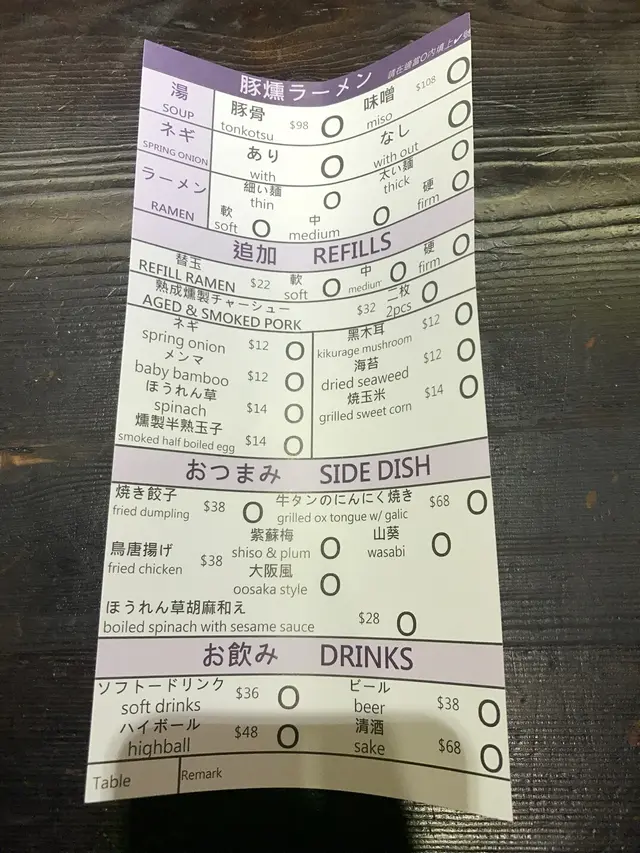 豚燻ラーメン 請在適當O內填上✓號
湯 豚骨 $98 O 味噌 $108 O
SOUP tonkotsu miso
ネギ あり O なし O
SPRING ONION with with out
ラーメン 細い麺 O 太い麺 O
thin thick
RAMEN 軟 O 中 O 硬 O
soft medium firm
追加 REFILLS
替玉 $22 軟 O 中 O 硬 O
REFILL RAMEN soft medium firm
熟成燻製チャーシュー $32 二枚 O
AGED & SMOKED PORK 2pcs
ネギ $12 O 黑木耳 $12 O
spring onion kikurage mushroom
メンマ $12 O 海苔 $12 O
baby bamboo dried seaweed
ほうれん草 $14 O 焼玉米 $14 O
spinach grilled sweet corn
燻製半熟玉子 $14 O
smoked half boiled egg
おつまみ SIDE DISH
焼き餃子 $38 O 牛タンのにんにく焼き $68 O
fried dumpling grilled ox tongue w/ galic
鳥唐揚げ $38 紫蘇梅 O 山葵 O
fried chicken shiso & plum wasabi
大阪風 O
oosaka style
ほうれん草胡麻和え $28 O
boiled spinach with sesame sauce
お飲み DRINKS
ソフトードリンク $36 O ビール $38 O
soft drinks beer
ハイボール $48 O 清酒 $68 O
highball sake
Table Remark